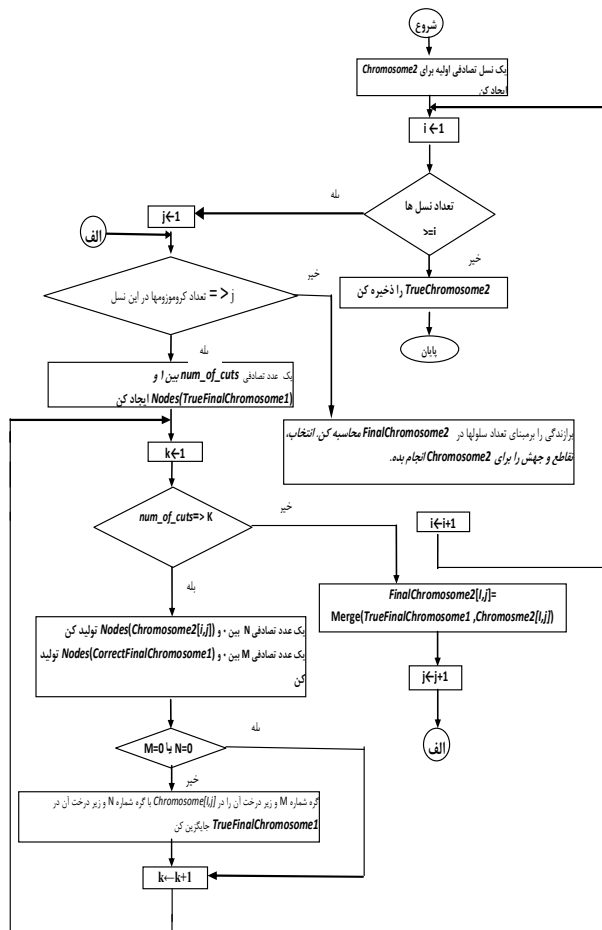 شروع
یک نسل تصادفی اولیه برای Chromosome2
ایجاد کن
i ←1
تعداد نسل ها
>=i
بله
خیر
j←1
الف
TrueChromosome2 را ذخیره کن
پایان
j <= تعداد کروموزومها در این نسل
خیر
بله
یک عدد تصادفی num_of_cuts بین ۱ و
Nodes(TrueFinalChromosome1) ایجاد کن
برازندگی را برمبنای تعداد سلولها در FinalChromosome2 محاسبه کن. انتخاب،
تقاطع و جهش را برای Chromosome2 انجام بده.
k←1
num_of_cuts=> K
خیر
بله
i←i+1
FinalChromosome2[I,j]=
Merge(TrueFinalChromosome1 ,Chromosme2[I,j])
یک عدد تصادفی N بین ۰ و Nodes(Chromosome2[i,j]) تولید کن
یک عدد تصادفی M بین ۰ و Nodes(CorrectFinalChromosome1) تولید
کن
j←j+1
الف
M=0 یا N=0
بله
خیر
گره شماره M و زیر درخت آن را در Chromosome[I,j] با گره شماره N و زیر درخت آن در
TrueFinalChromosome1 جایگزین کن
k←k+1